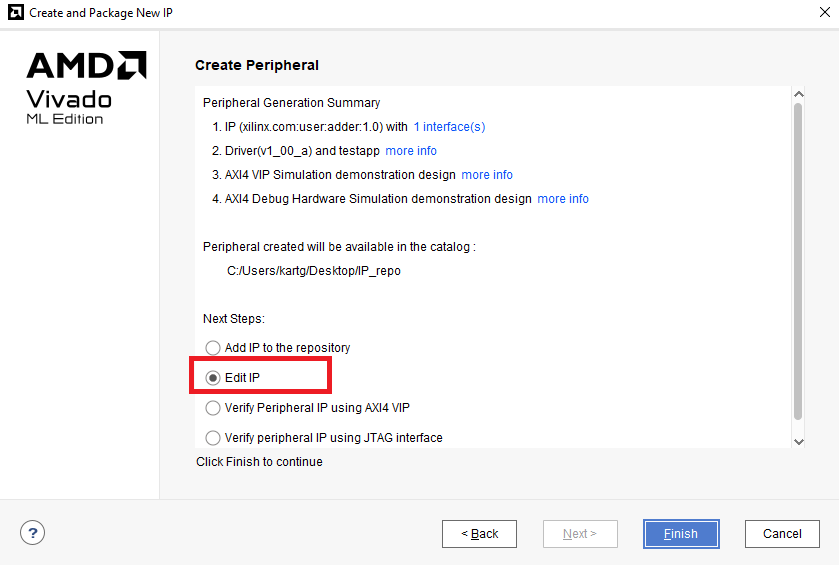 Create and Package New IP
AMD
Vivado
ML Edition
Create Peripheral
Peripheral Generation Summary
1. IP (xilinx.com:user:adder:1.0) with 1 interface(s)
2. Driver(v1_00_a) and testapp more info
3. AXI4 VIP Simulation demonstration design more info
4. AXI4 Debug Hardware Simulation demonstration design more info
Peripheral created will be available in the catalog :
C:/Users/kartg/Desktop/IP_repo
Next Steps:
Add IP to the repository
Edit IP
Verify Peripheral IP using AXI4 VIP
Verify peripheral IP using JTAG interface
Click Finish to continue
?
< Back
Next >
Finish
Cancel